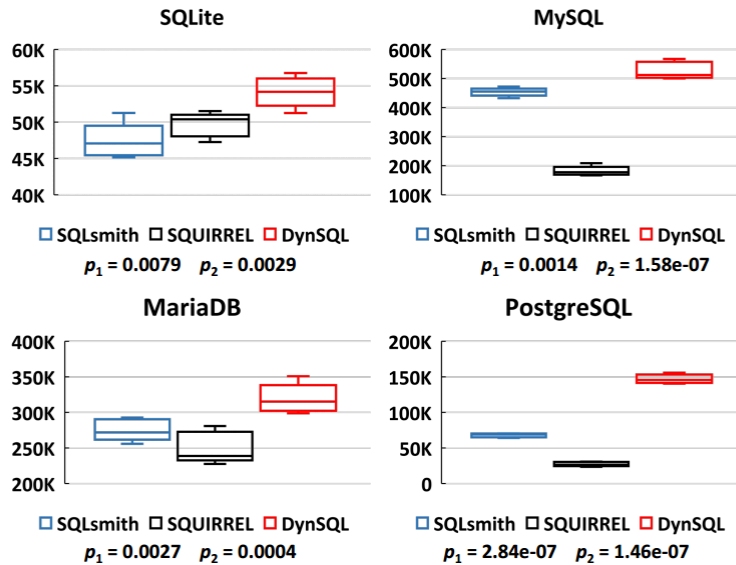 SQLite
60K
55K
50K
45K
40K
SQLsmith SQUIRREL DynSQL
p1 = 0.0079 p2 = 0.0029
MySQL
600K
500K
400K
300K
200K
100K
SQLsmith SQUIRREL DynSQL
p1 = 0.0014 p2 = 1.58e-07
MariaDB
400K
350K
300K
250K
200K
SQLsmith SQUIRREL DynSQL
p1 = 0.0027 p2 = 0.0004
PostgreSQL
200K
150K
100K
50K
0
SQLsmith SQUIRREL DynSQL
p1 = 2.84e-07 p2 = 1.46e-07